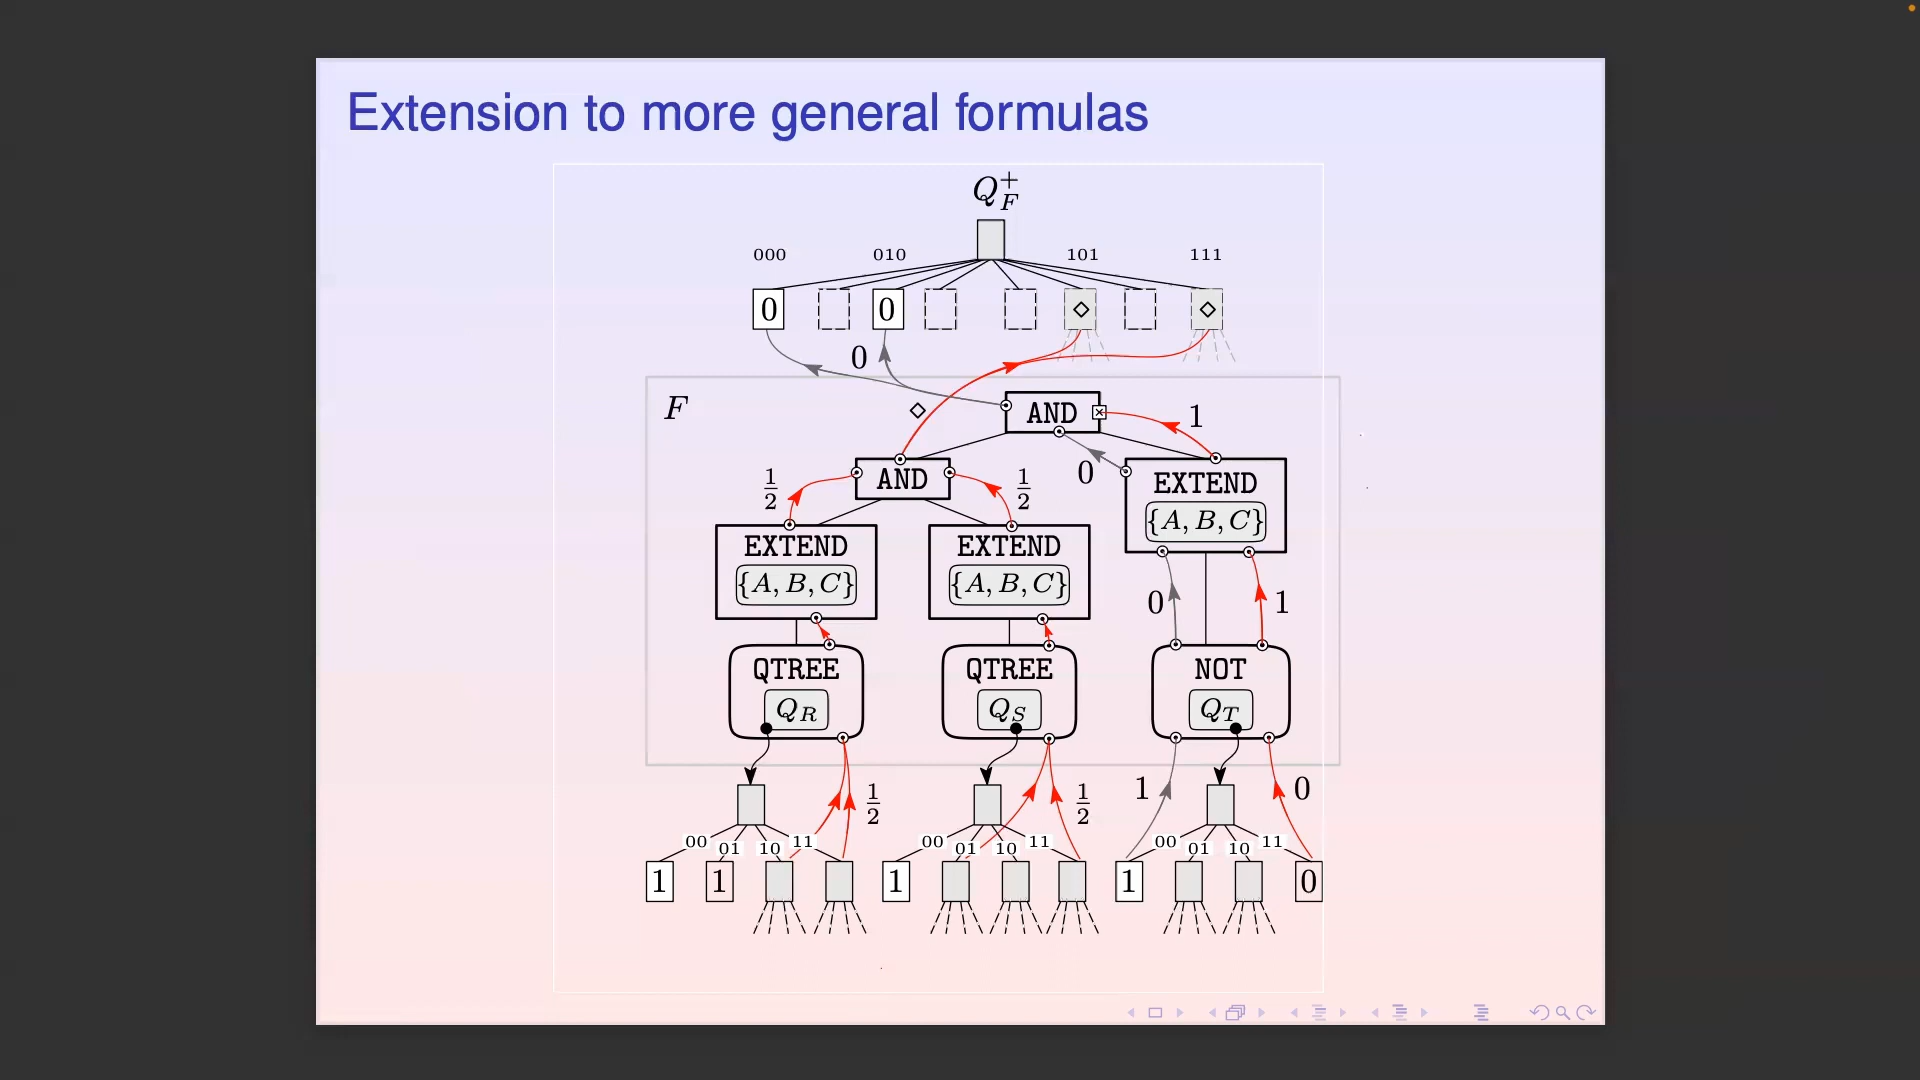 Extension to more general formulas
Q_F^+
000 010 101 111
0 0 ◇ ◇
0
F
◇ AND 1
1/2 AND 1/2 0 EXTEND
{A, B, C}
EXTEND EXTEND
{A, B, C} {A, B, C}
0 1
QTREE QTREE NOT
Q_R Q_S Q_T
1/2 1/2 1 0
00 01 10 11 00 01 10 11 00 01 10 11
1 1 1 1 0